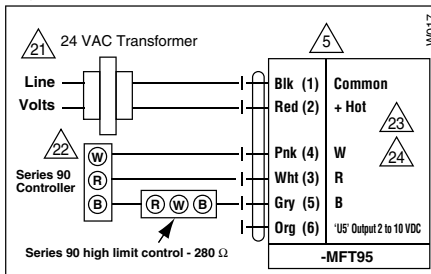 21 24 VAC Transformer
5
W017
Line
Volts
Blk (1) Common
Red (2) + Hot
23
22
24
Series 90
Controller
W
R
B
Pnk (4) W
Wht (3) R
Gry (5) B
R W B
Org (6) 'U5' Output 2 to 10 VDC
Series 90 high limit control - 280 Ω
-MFT95